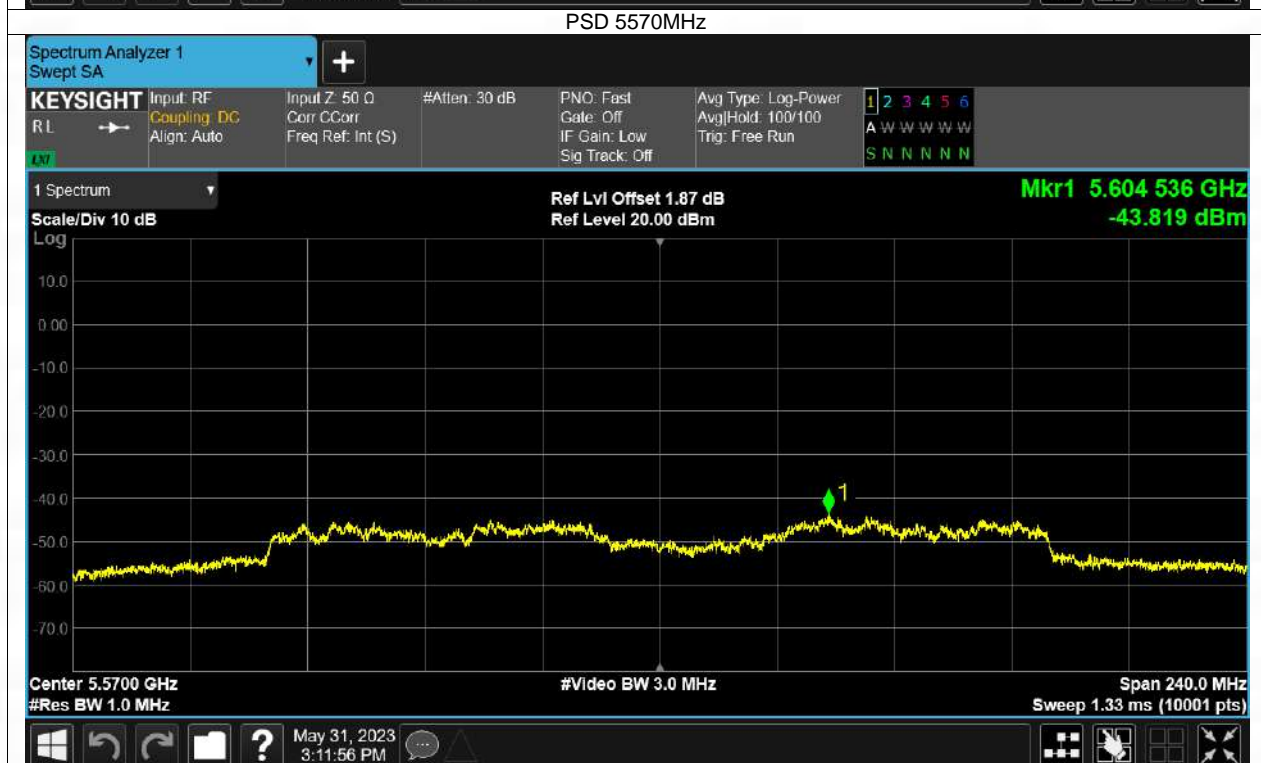 PSD 5570MHz
Spectrum Analyzer 1
Swept SA
+
KEYSIGHT
RL
LXI
Input: RF
Coupling: DC
Align: Auto
Input Z: 50 Ω
Corr CCorr
Freq Ref: Int (S)
#Atten: 30 dB
PNO: Fast
Gate: Off
IF Gain: Low
Sig Track: Off
Avg Type: Log-Power
Avg|Hold: 100/100
Trig: Free Run
1 2 3 4 5 6
A W W W W W
S N N N N N
1 Spectrum
Scale/Div 10 dB
Ref Lvl Offset 1.87 dB
Ref Level 20.00 dBm
Mkr1 5.604 536 GHz
-43.819 dBm
Log
10.0
0.00
-10.0
-20.0
-30.0
-40.0
1
-50.0
-60.0
-70.0
Center 5.5700 GHz
#Video BW 3.0 MHz
Span 240.0 MHz
#Res BW 1.0 MHz
Sweep 1.33 ms (10001 pts)
?
May 31, 2023
3:11:56 PM